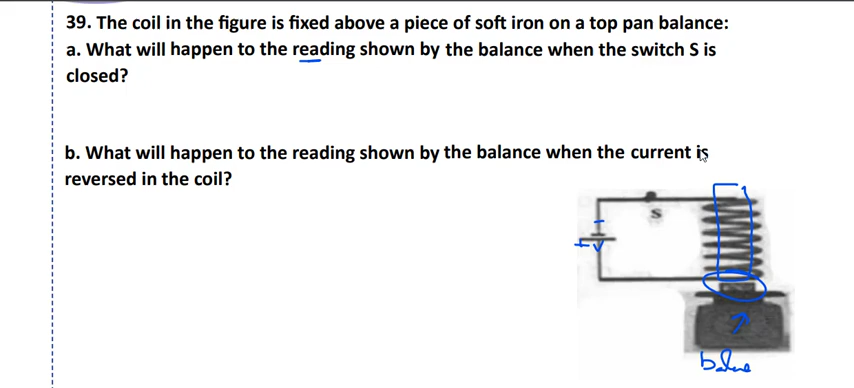 39. The coil in the figure is fixed above a piece of soft iron on a top pan balance:
a. What will happen to the reading shown by the balance when the switch S is
closed?
b. What will happen to the reading shown by the balance when the current is
reversed in the coil?
S